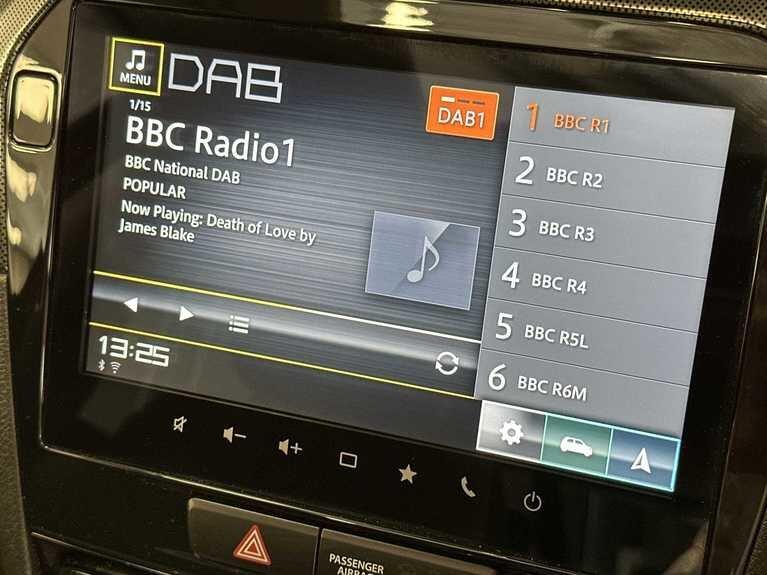 MENU
DAB
1/15
BBC Radio1
BBC National DAB
POPULAR
Now Playing: Death of Love by
James Blake
13:25
DAB1
1 BBC R1
2 BBC R2
3 BBC R3
4 BBC R4
5 BBC R5L
6 BBC R6M
PASSENGER
AIRBAG